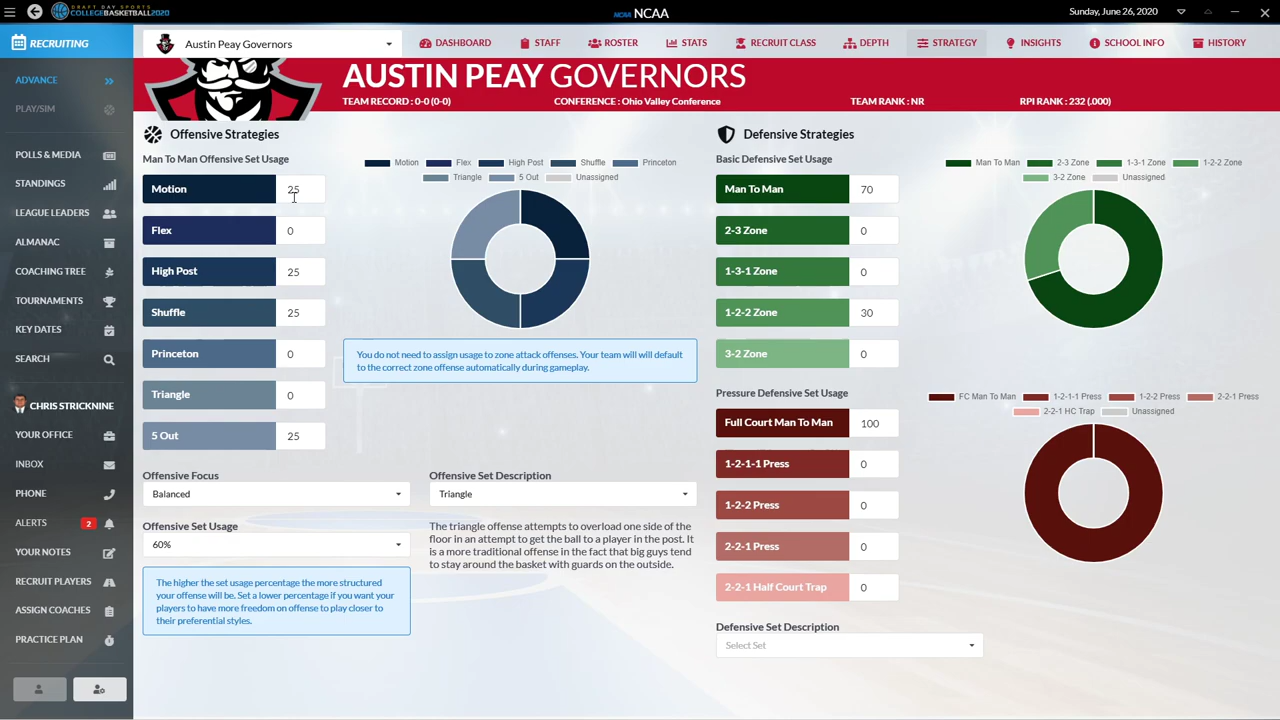 DRAFT DAY SPORTS
COLLEGE BASKETBALL 2020
NCAA NCAA
Sunday, June 26, 2020
RECRUITING
Austin Peay Governors
DASHBOARD STAFF ROSTER STATS RECRUIT CLASS DEPTH STRATEGY INSIGHTS SCHOOL INFO HISTORY
ADVANCE
PLAY/SIM
POLLS & MEDIA
STANDINGS
LEAGUE LEADERS
ALMANAC
COACHING TREE
TOURNAMENTS
KEY DATES
SEARCH
CHRIS STRICKNINE
YOUR OFFICE
INBOX
PHONE
ALERTS 2
YOUR NOTES
RECRUIT PLAYERS
ASSIGN COACHES
PRACTICE PLAN
AUSTIN PEAY GOVERNORS
TEAM RECORD : 0-0 (0-0) CONFERENCE : Ohio Valley Conference TEAM RANK : NR RPI RANK : 232 (.000)
Offensive Strategies
Man To Man Offensive Set Usage
Motion 25
Flex 0
High Post 25
Shuffle 25
Princeton 0
Triangle 0
5 Out 25
Motion Flex High Post Shuffle Princeton
Triangle 5 Out Unassigned
You do not need to assign usage to zone attack offenses. Your team will will default
to the correct zone offense automatically during gameplay.
Offensive Focus
Balanced
Offensive Set Usage
60%
The higher the set usage percentage the more structured
your offense will be. Set a lower percentage if you want your
players to have more freedom on offense to play closer to
their preferential styles.
Offensive Set Description
Triangle
The triangle offense attempts to overload one side of the
floor in an attempt to get the ball to a player in the post. It
is a more traditional offense in the fact that big guys tend
to stay around the basket with guards on the outside.
Defensive Strategies
Basic Defensive Set Usage
Man To Man 70
2-3 Zone 0
1-3-1 Zone 0
1-2-2 Zone 30
3-2 Zone 0
Man To Man 2-3 Zone 1-3-1 Zone 1-2-2 Zone
3-2 Zone Unassigned
Pressure Defensive Set Usage
Full Court Man To Man 100
1-2-1-1 Press 0
1-2-2 Press 0
2-2-1 Press 0
2-2-1 Half Court Trap 0
FC Man To Man 1-2-1-1 Press 1-2-2 Press 2-2-1 Press
2-2-1 HC Trap Unassigned
Defensive Set Description
Select Set